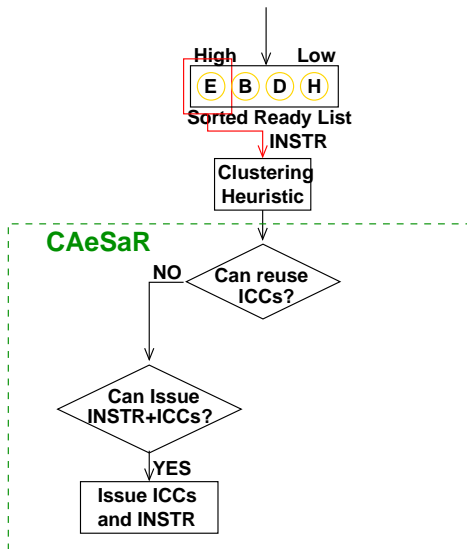 High Low
E B D H
Sorted Ready List
INSTR
Clustering
Heuristic
CAeSaR
NO
Can reuse
ICCs?
Can Issue
INSTR+ICCs?
YES
Issue ICCs
and INSTR